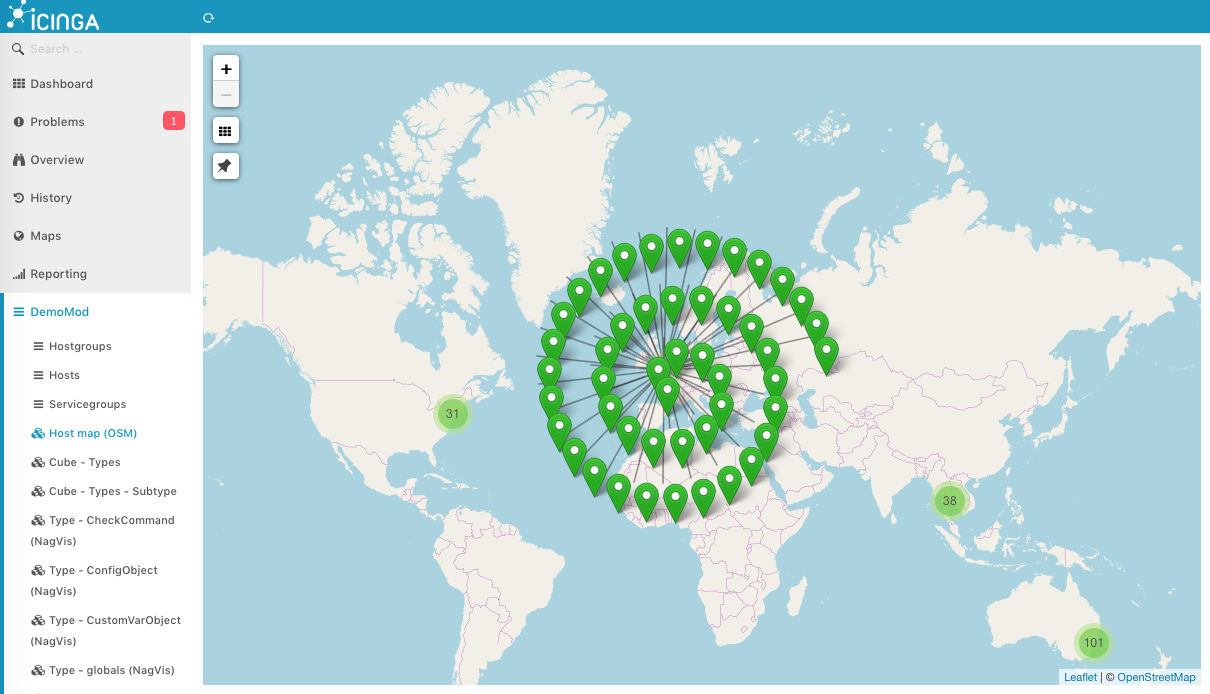 ICINGA
Search ...
Dashboard
Problems 1
Overview
History
Maps
Reporting
DemoMod
Hostgroups
Hosts
Servicegroups
Host map (OSM)
Cube - Types
Cube - Types - Subtype
Type - CheckCommand
(NagVis)
Type - ConfigObject
(NagVis)
Type - CustomVarObject
(NagVis)
Type - globals (NagVis)
+
−
31
38
101
Leaflet | © OpenStreetMap